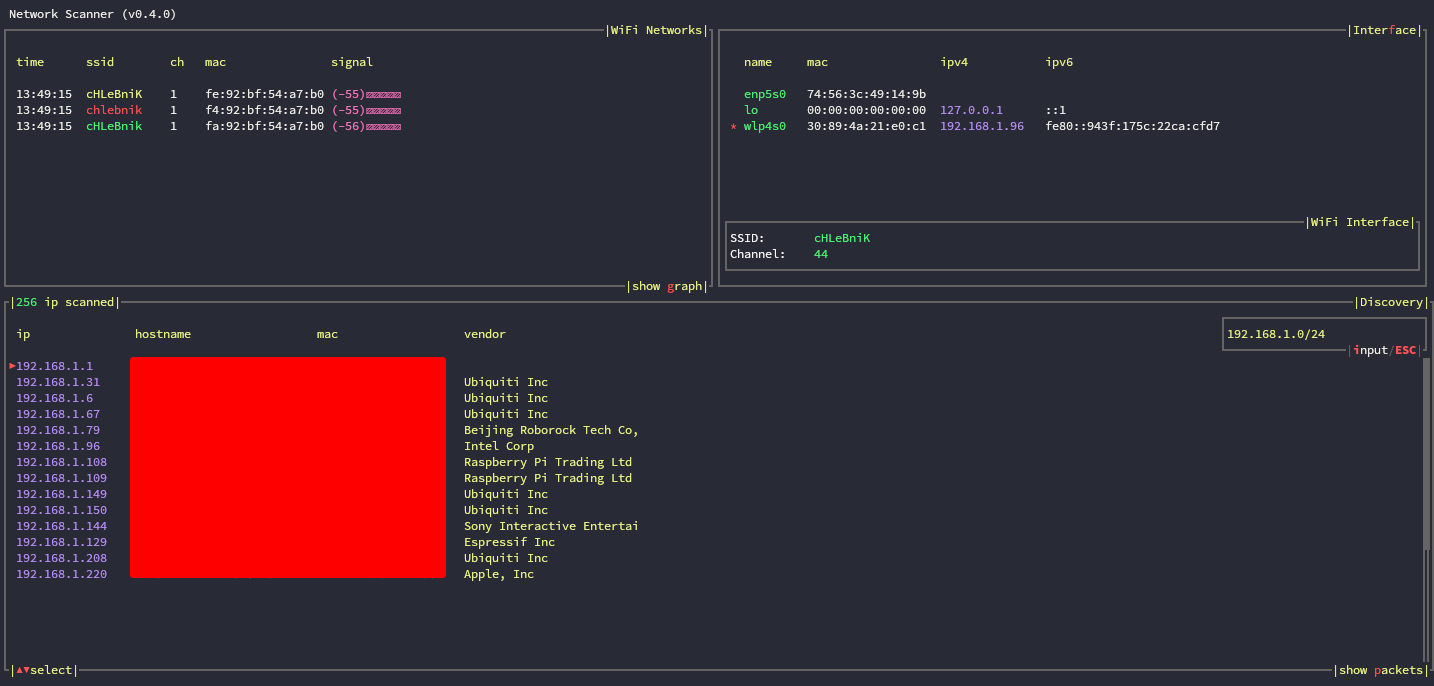 Network Scanner (v0.4.0)
|WiFi Networks|
time ssid ch mac signal
13:49:15 cHLeBniK 1 fe:92:bf:54:a7:b0 (-55)
13:49:15 chlebnik 1 f4:92:bf:54:a7:b0 (-55)
13:49:15 cHLeBnik 1 fa:92:bf:54:a7:b0 (-56)
|show graph|
|Interface|
name mac ipv4 ipv6
enp5s0 74:56:3c:49:14:9b
lo 00:00:00:00:00:00 127.0.0.1 ::1
* wlp4s0 30:89:4a:21:e0:c1 192.168.1.96 fe80::943f:175c:22ca:cfd7
|WiFi Interface|
SSID: cHLeBniK
Channel: 44
|256 ip scanned|
|Discovery|
ip hostname mac vendor
192.168.1.0/24
|input/ESC|
▶192.168.1.1
192.168.1.31 Ubiquiti Inc
192.168.1.6 Ubiquiti Inc
192.168.1.67 Ubiquiti Inc
192.168.1.79 Beijing Roborock Tech Co,
192.168.1.96 Intel Corp
192.168.1.108 Raspberry Pi Trading Ltd
192.168.1.109 Raspberry Pi Trading Ltd
192.168.1.149 Ubiquiti Inc
192.168.1.150 Ubiquiti Inc
192.168.1.144 Sony Interactive Entertai
192.168.1.129 Espressif Inc
192.168.1.208 Ubiquiti Inc
192.168.1.220 Apple, Inc
|▲▼select|
|show packets|